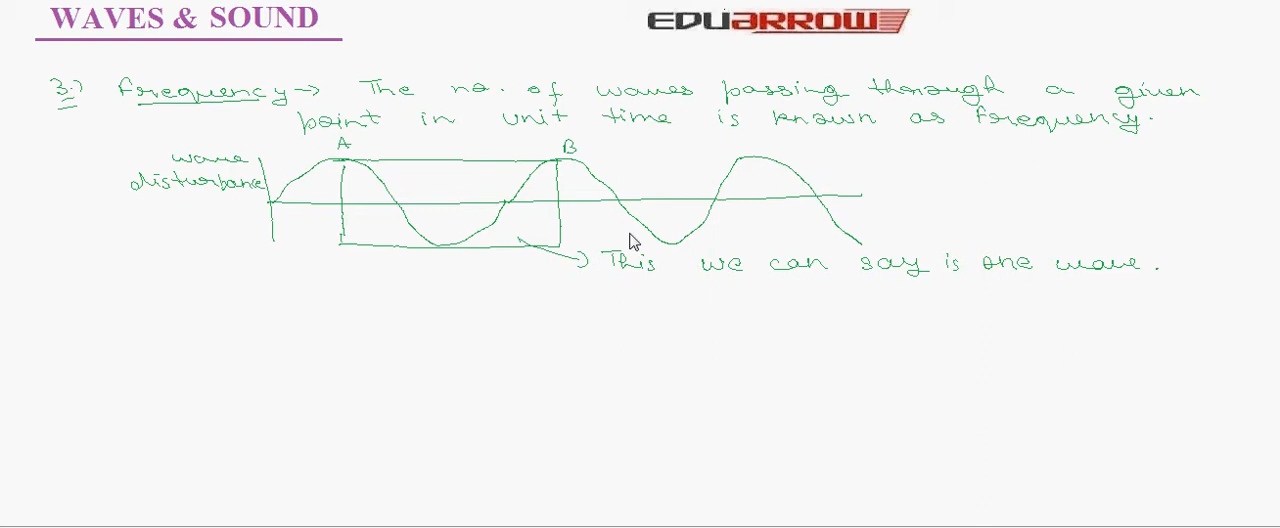 WAVES & SOUND
EDUARROW
3.) Frequency → The no. of waves passing through a given
point in unit time is known as frequency.
A
B
wave
disturbance
This we can say is one wave.